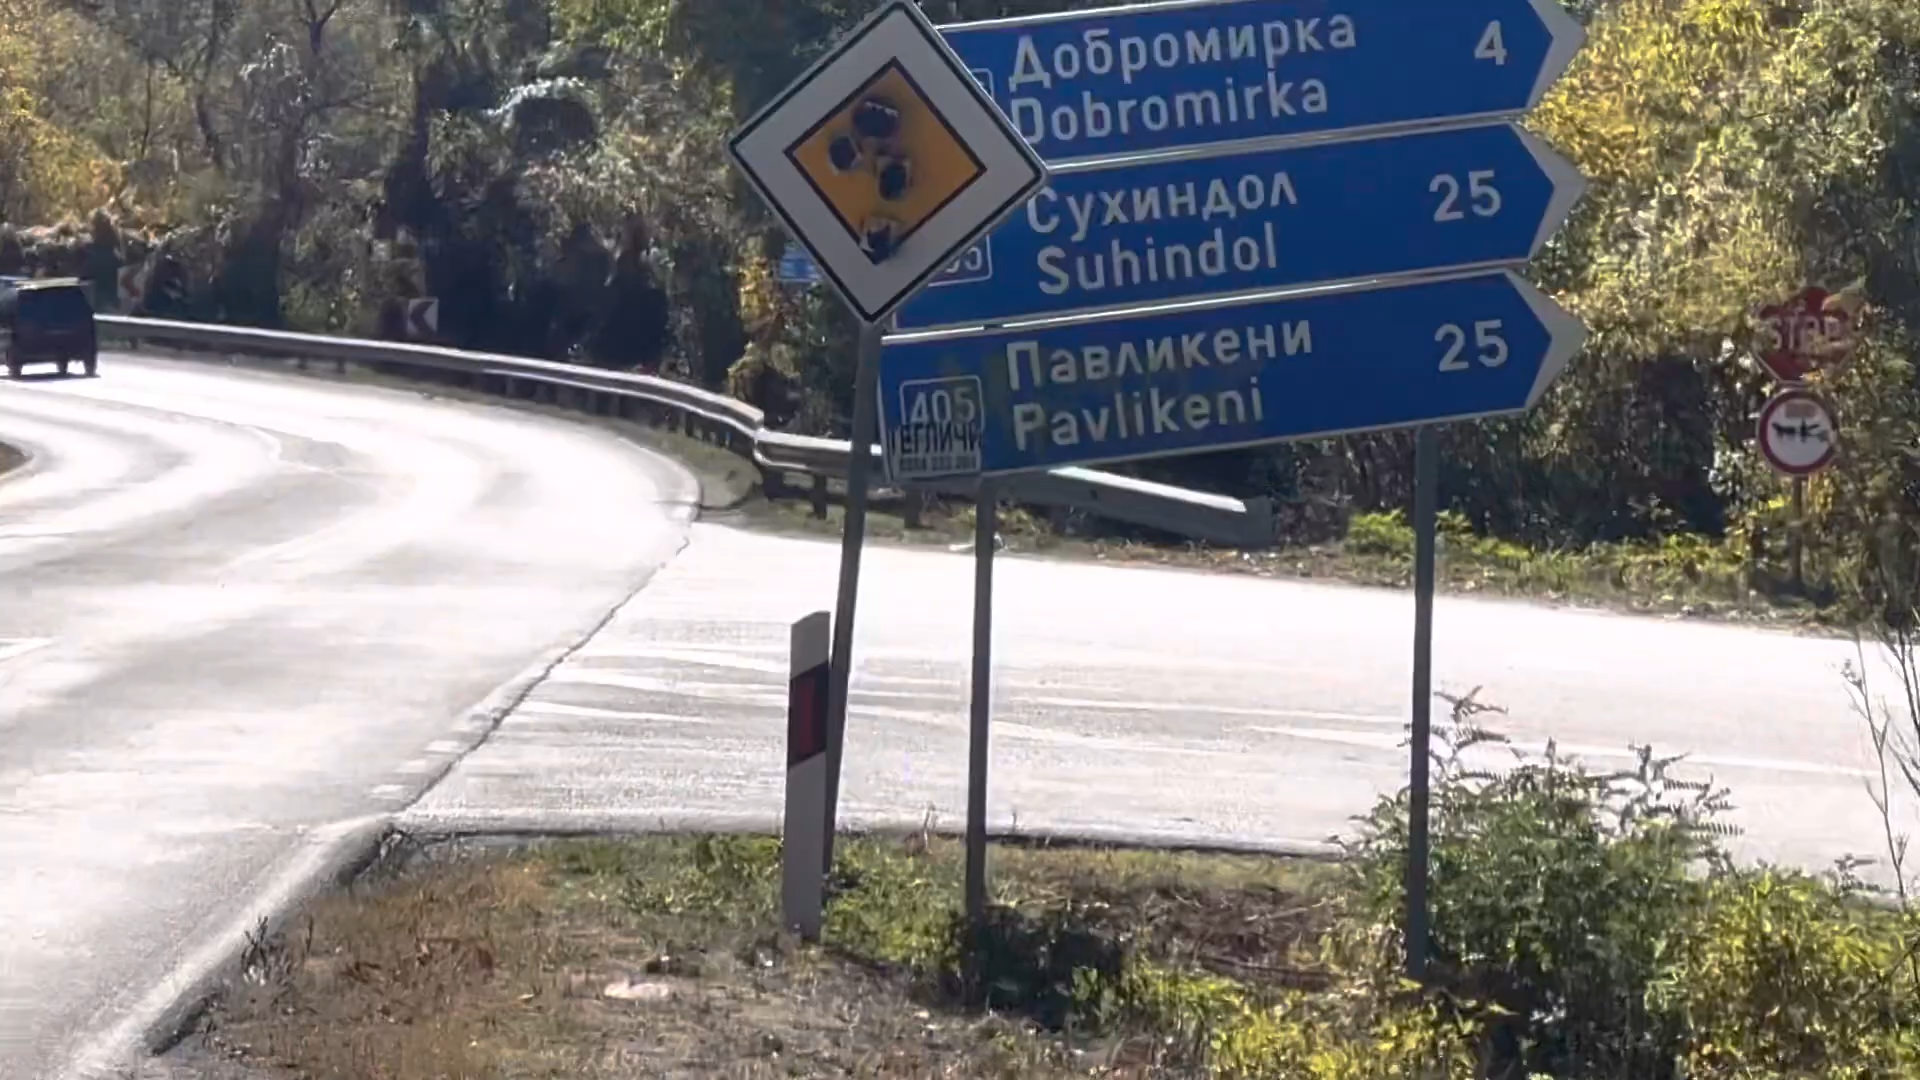 Добромирка 4
Dobromirka
Сухиндол 25
Suhindol
Павликени 25
Pavlikeni
405
ТЕГЛИЧИ
STOP